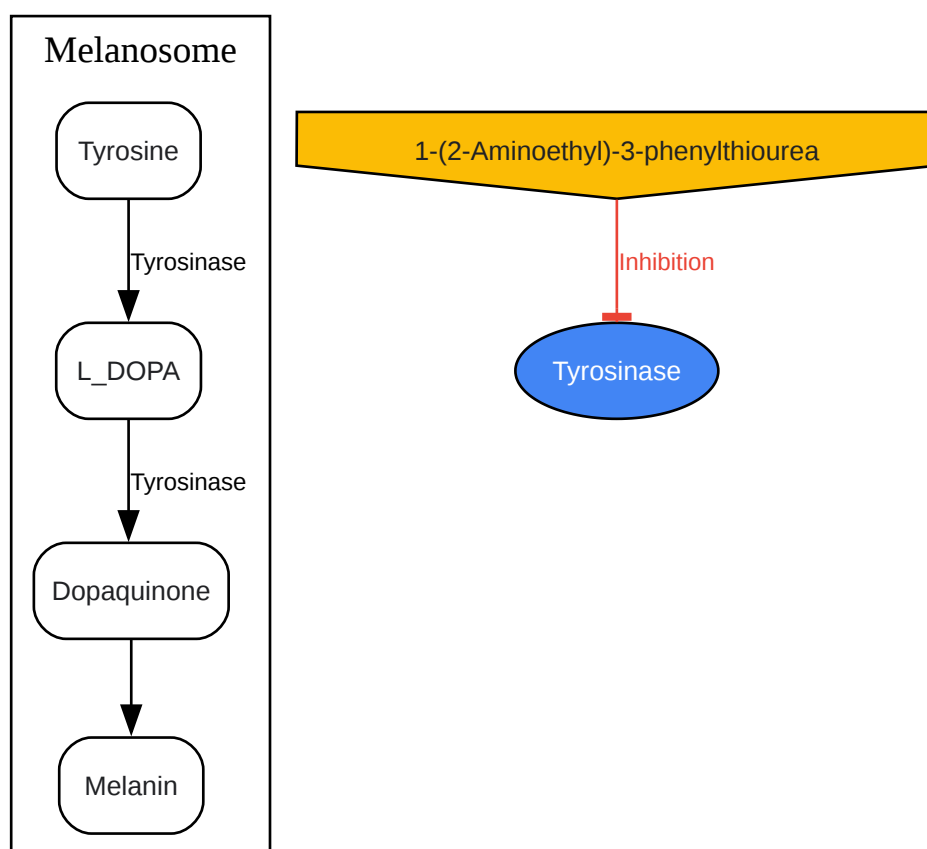 Melanosome
Tyrosine
Tyrosinase
L_DOPA
Tyrosinase
Dopaquinone
Melanin
1-(2-Aminoethyl)-3-phenylthiourea
Inhibition
Tyrosinase